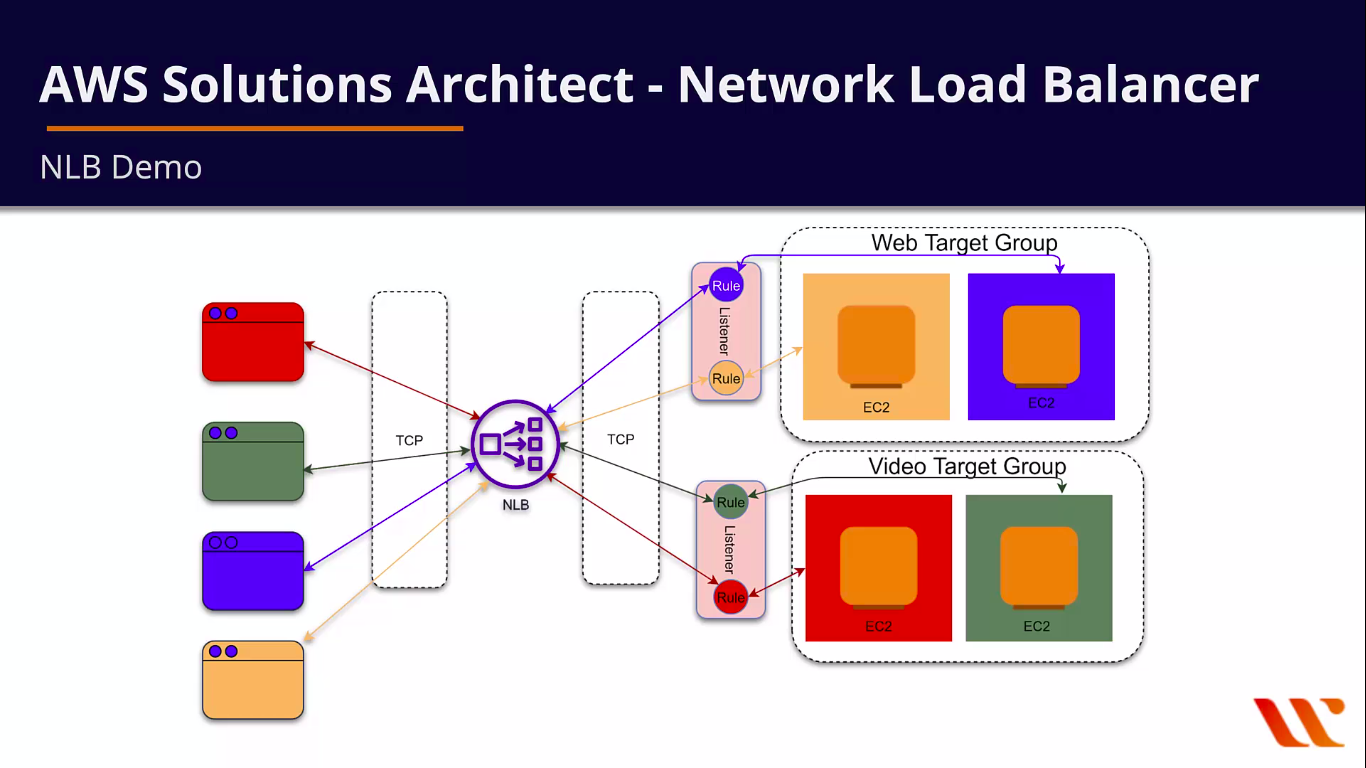 AWS Solutions Architect - Network Load Balancer
NLB Demo
TCP
NLB
TCP
Rule
Listener
Rule
Web Target Group
EC2
EC2
Rule
Listener
Rule
Video Target Group
EC2
EC2